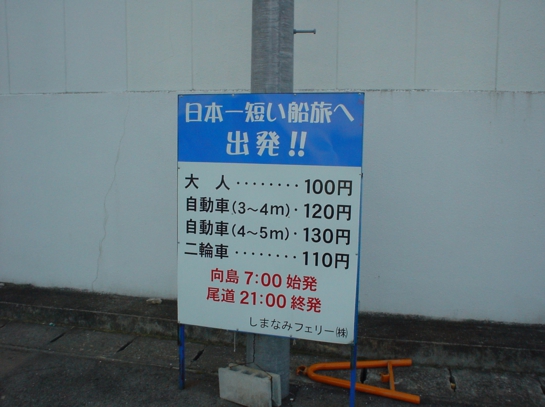 日本一短い船旅へ
出発!!
大　人‥‥‥‥100円
自動車(3〜4m)・120円
自動車(4〜5m)・130円
二輪車‥‥‥‥110円
向島 7:00 始発
尾道 21:00 終発
しまなみフェリー㈱